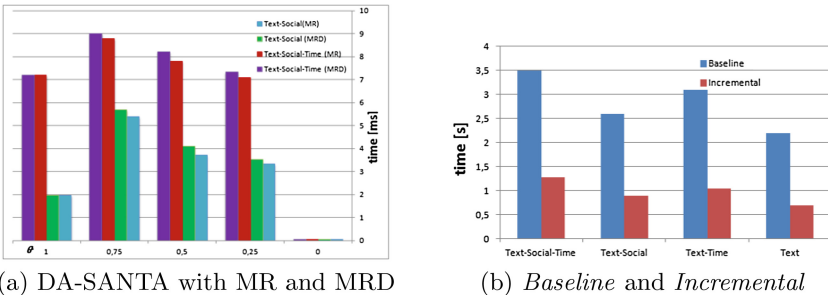 Text-Social(MR)
Text-Social (MRD)
Text-Social-Time (MR)
Text-Social-Time (MRD)
10
9
8
7
6
5
4
3
2
1
0
time [ms]
θ 1 0,75 0,5 0,25 0
(a) DA-SANTA with MR and MRD
4
3,5
3
2,5
2
1,5
1
0,5
0
time [s]
Baseline
Incremental
Text-Social-Time Text-Social Text-Time Text
(b) Baseline and Incremental